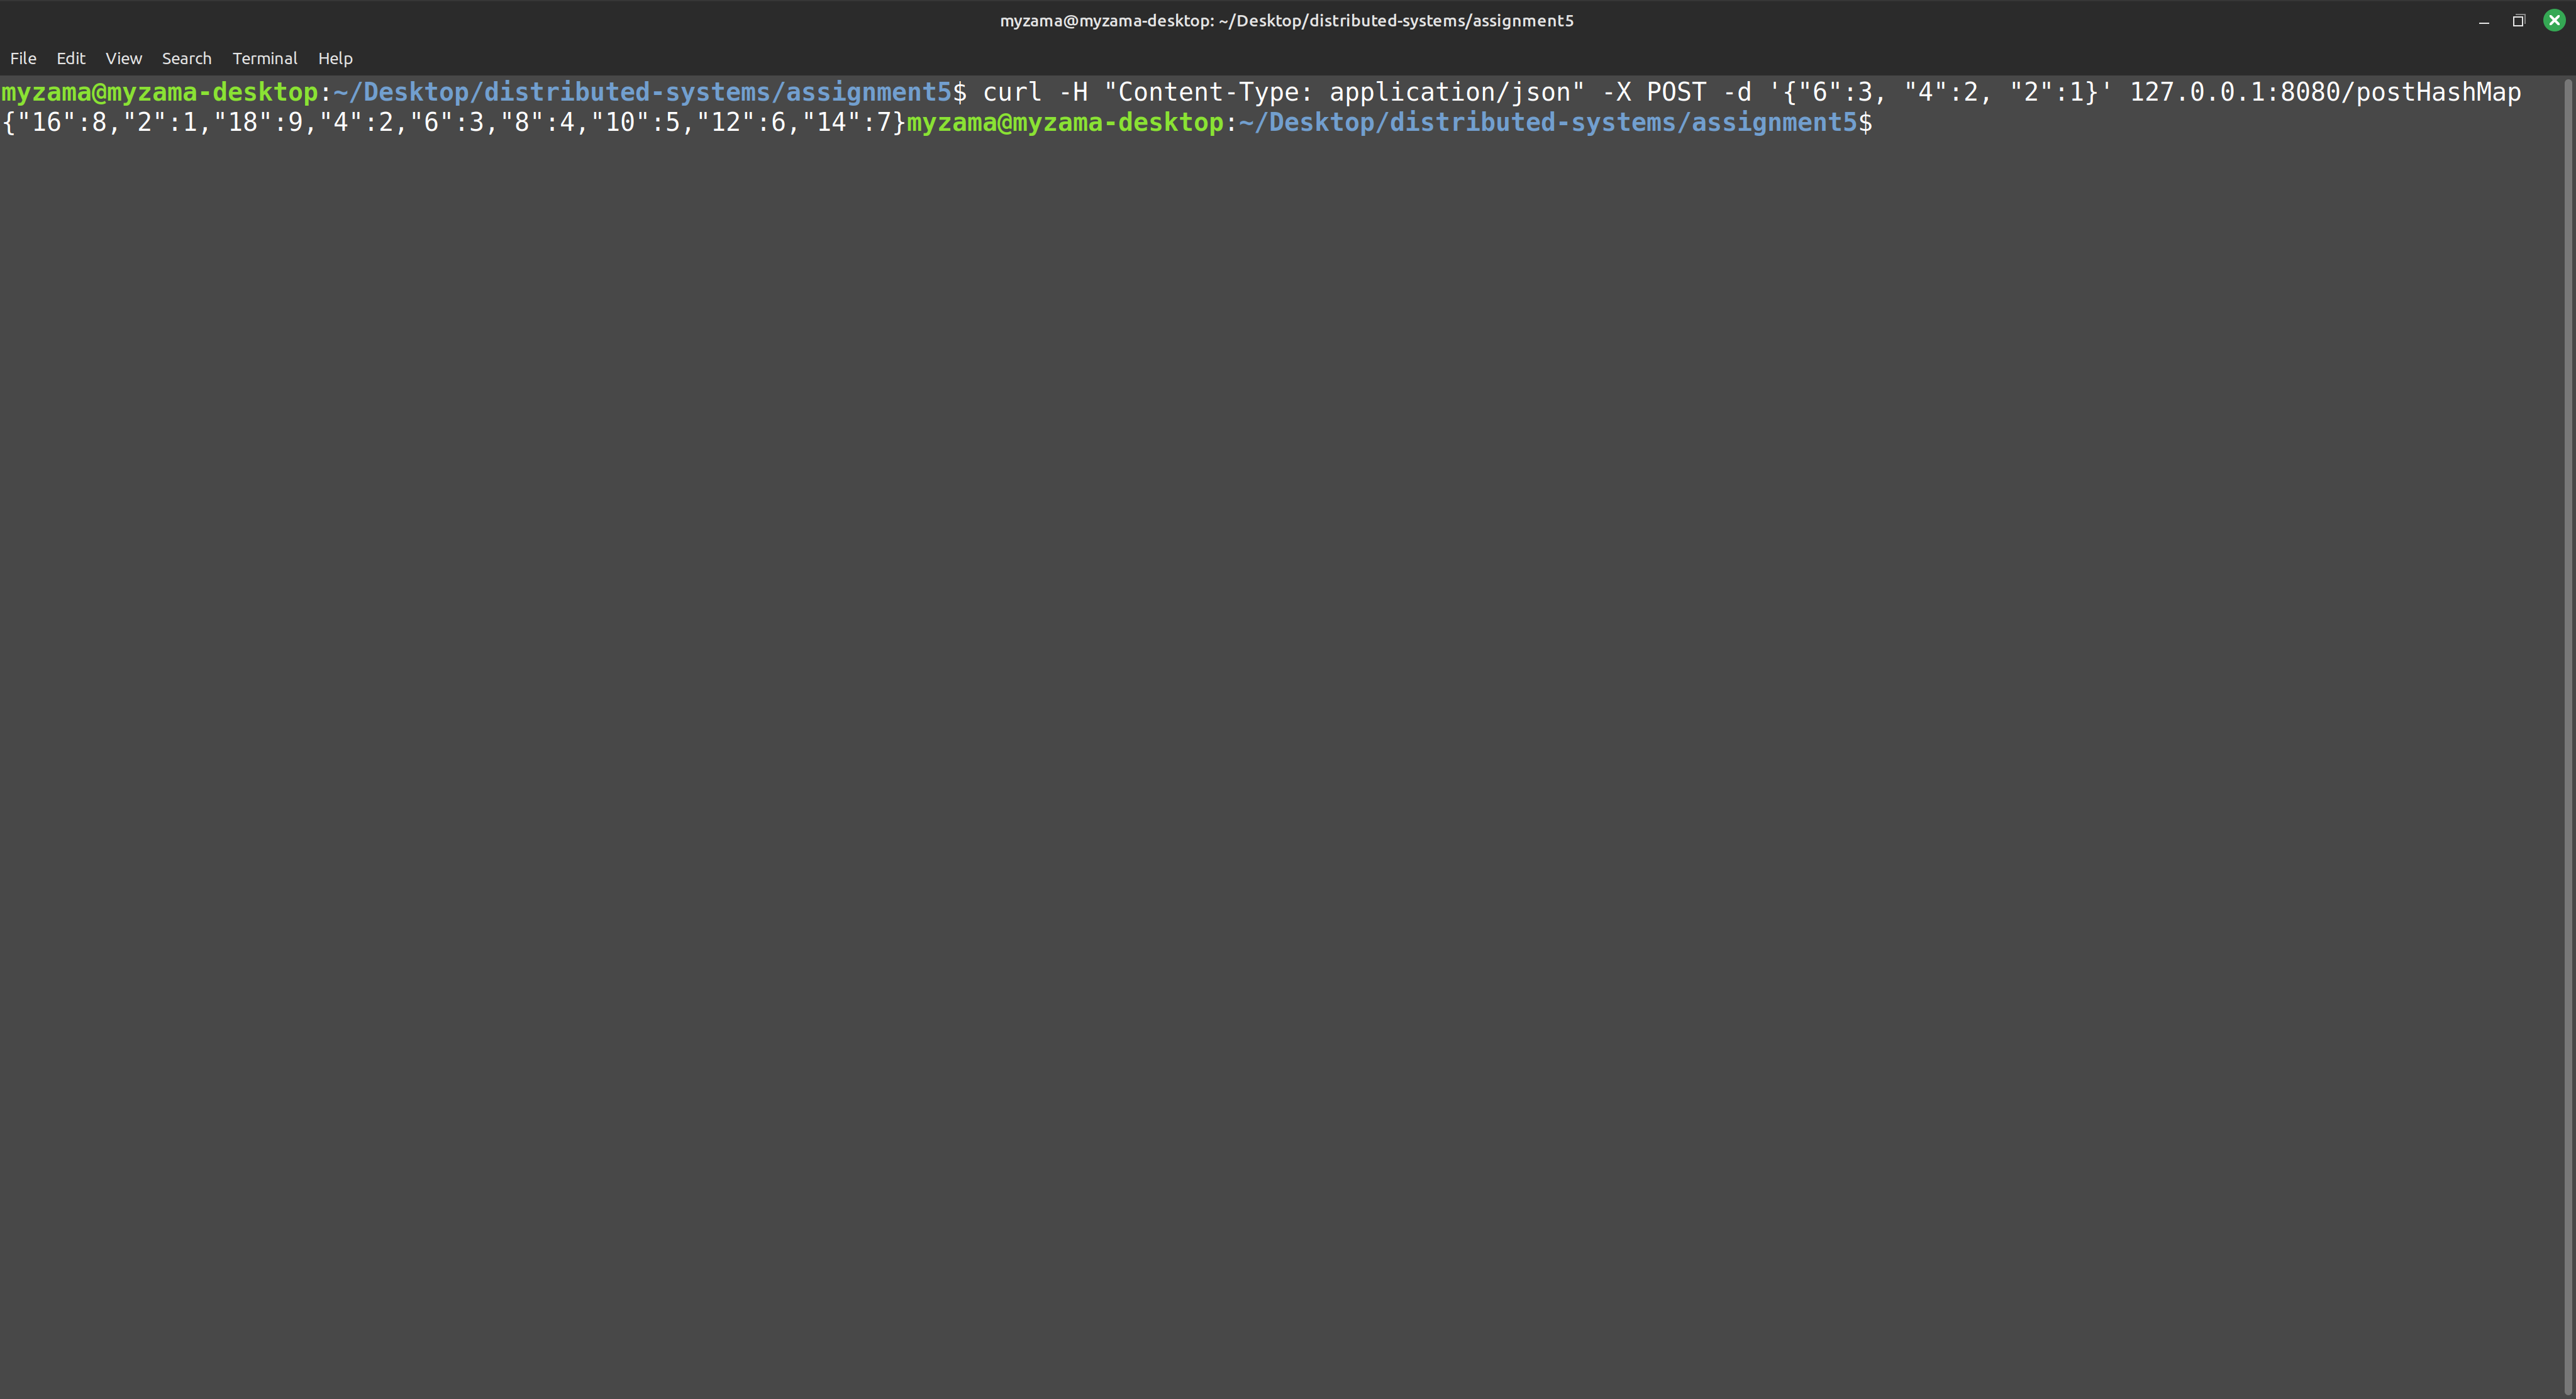 myzama@myzama-desktop: ~/Desktop/distributed-systems/assignment5
File Edit View Search Terminal Help
myzama@myzama-desktop:~/Desktop/distributed-systems/assignment5$ curl -H "Content-Type: application/json" -X POST -d '{"6":3, "4":2, "2":1}' 127.0.0.1:8080/postHashMap
{"16":8,"2":1,"18":9,"4":2,"6":3,"8":4,"10":5,"12":6,"14":7}myzama@myzama-desktop:~/Desktop/distributed-systems/assignment5$